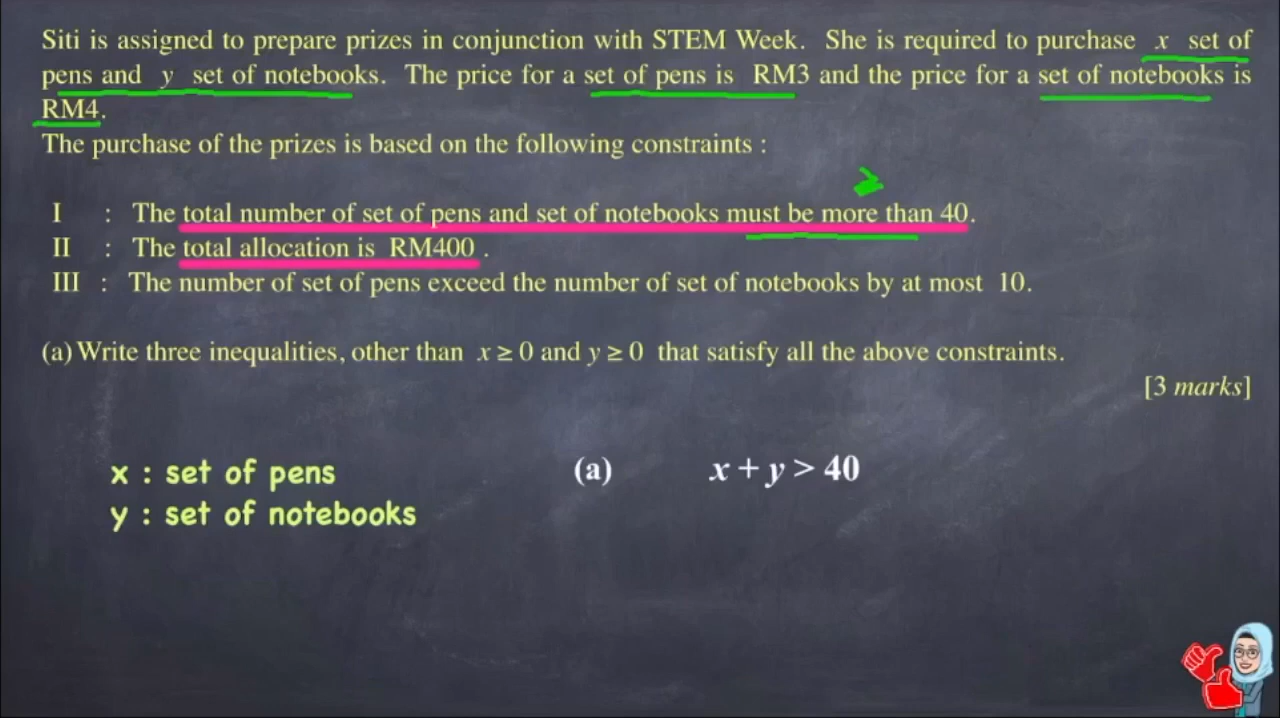 Siti is assigned to prepare prizes in conjunction with STEM Week. She is required to purchase x set of
pens and y set of notebooks. The price for a set of pens is RM3 and the price for a set of notebooks is
RM4.
The purchase of the prizes is based on the following constraints :
>
I : The total number of set of pens and set of notebooks must be more than 40.
II : The total allocation is RM400 .
III : The number of set of pens exceed the number of set of notebooks by at most 10.
(a) Write three inequalities, other than x ≥ 0 and y ≥ 0 that satisfy all the above constraints.
[3 marks]
x : set of pens (a) x + y > 40
y : set of notebooks